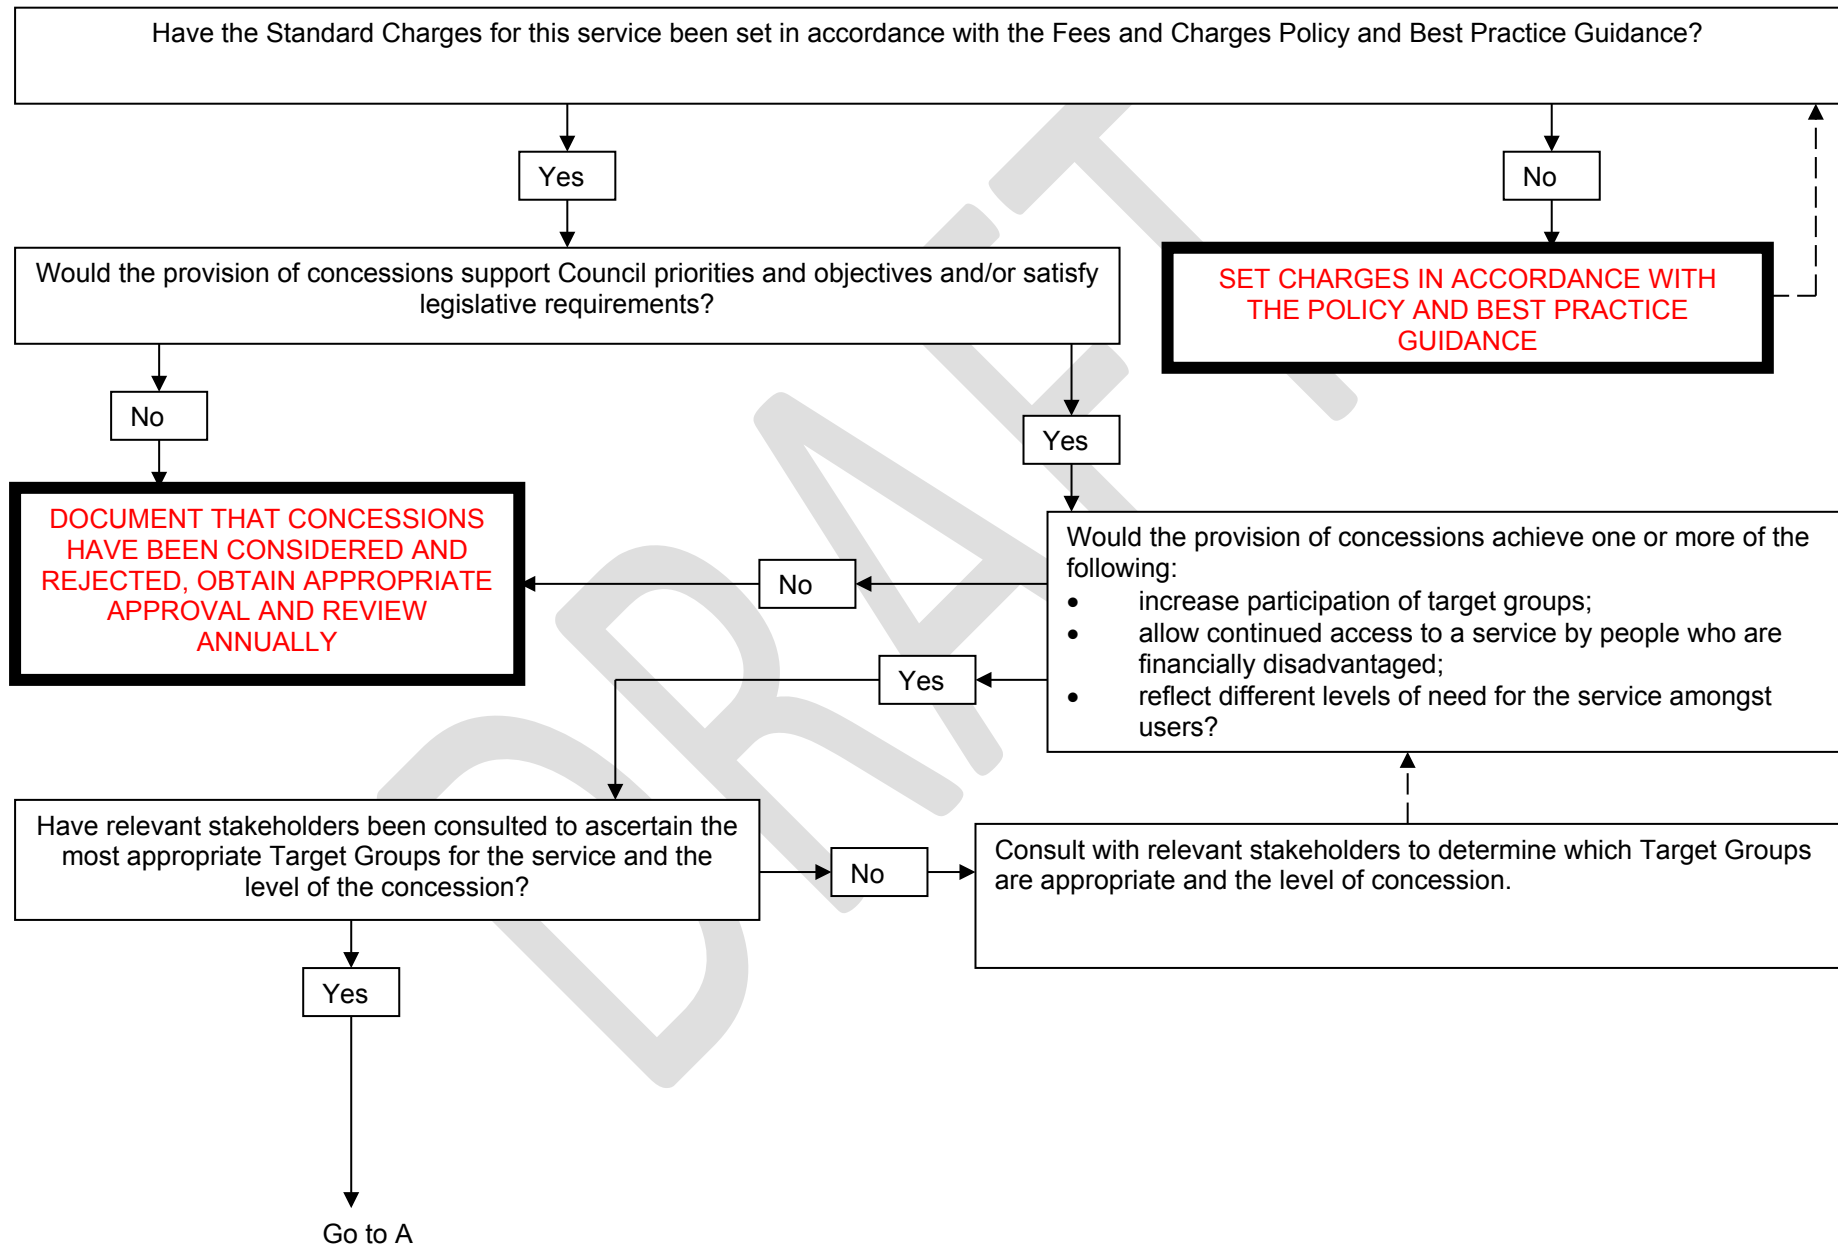 Have the Standard Charges for this service been set in accordance with the Fees and Charges Policy and Best Practice Guidance?
Yes
No
Would the provision of concessions support Council priorities and objectives and/or satisfy
legislative requirements?
SET CHARGES IN ACCORDANCE WITH
THE POLICY AND BEST PRACTICE
GUIDANCE
No
Yes
DOCUMENT THAT CONCESSIONS
HAVE BEEN CONSIDERED AND
REJECTED, OBTAIN APPROPRIATE
APPROVAL AND REVIEW
ANNUALLY
No
Yes
Would the provision of concessions achieve one or more of the
following:
• increase participation of target groups;
• allow continued access to a service by people who are
financially disadvantaged;
• reflect different levels of need for the service amongst
users?
Have relevant stakeholders been consulted to ascertain the
most appropriate Target Groups for the service and the
level of the concession?
No
Consult with relevant stakeholders to determine which Target Groups
are appropriate and the level of concession.
Yes
Go to A
DRAFT